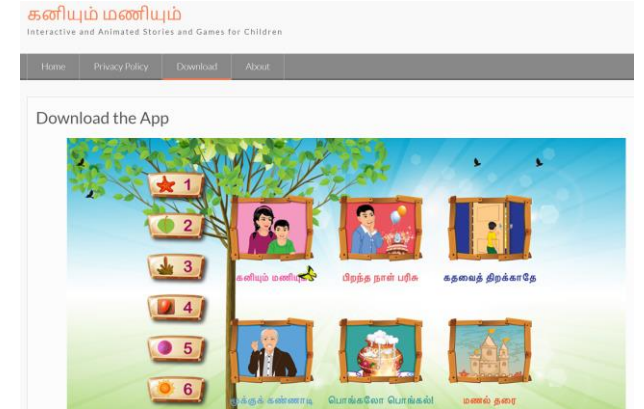 கனியும் மணியும்
Interactive and Animated Stories and Games for Children
Home Privacy Policy Download About
Download the App
1
2
3
4
5
6
கனியும் மணியும்
பிறந்த நாள் பரிசு
கதவைத் திறக்காதே
மூக்குக் கண்ணாடி
பொங்கலோ பொங்கல்!
மணல் தரை